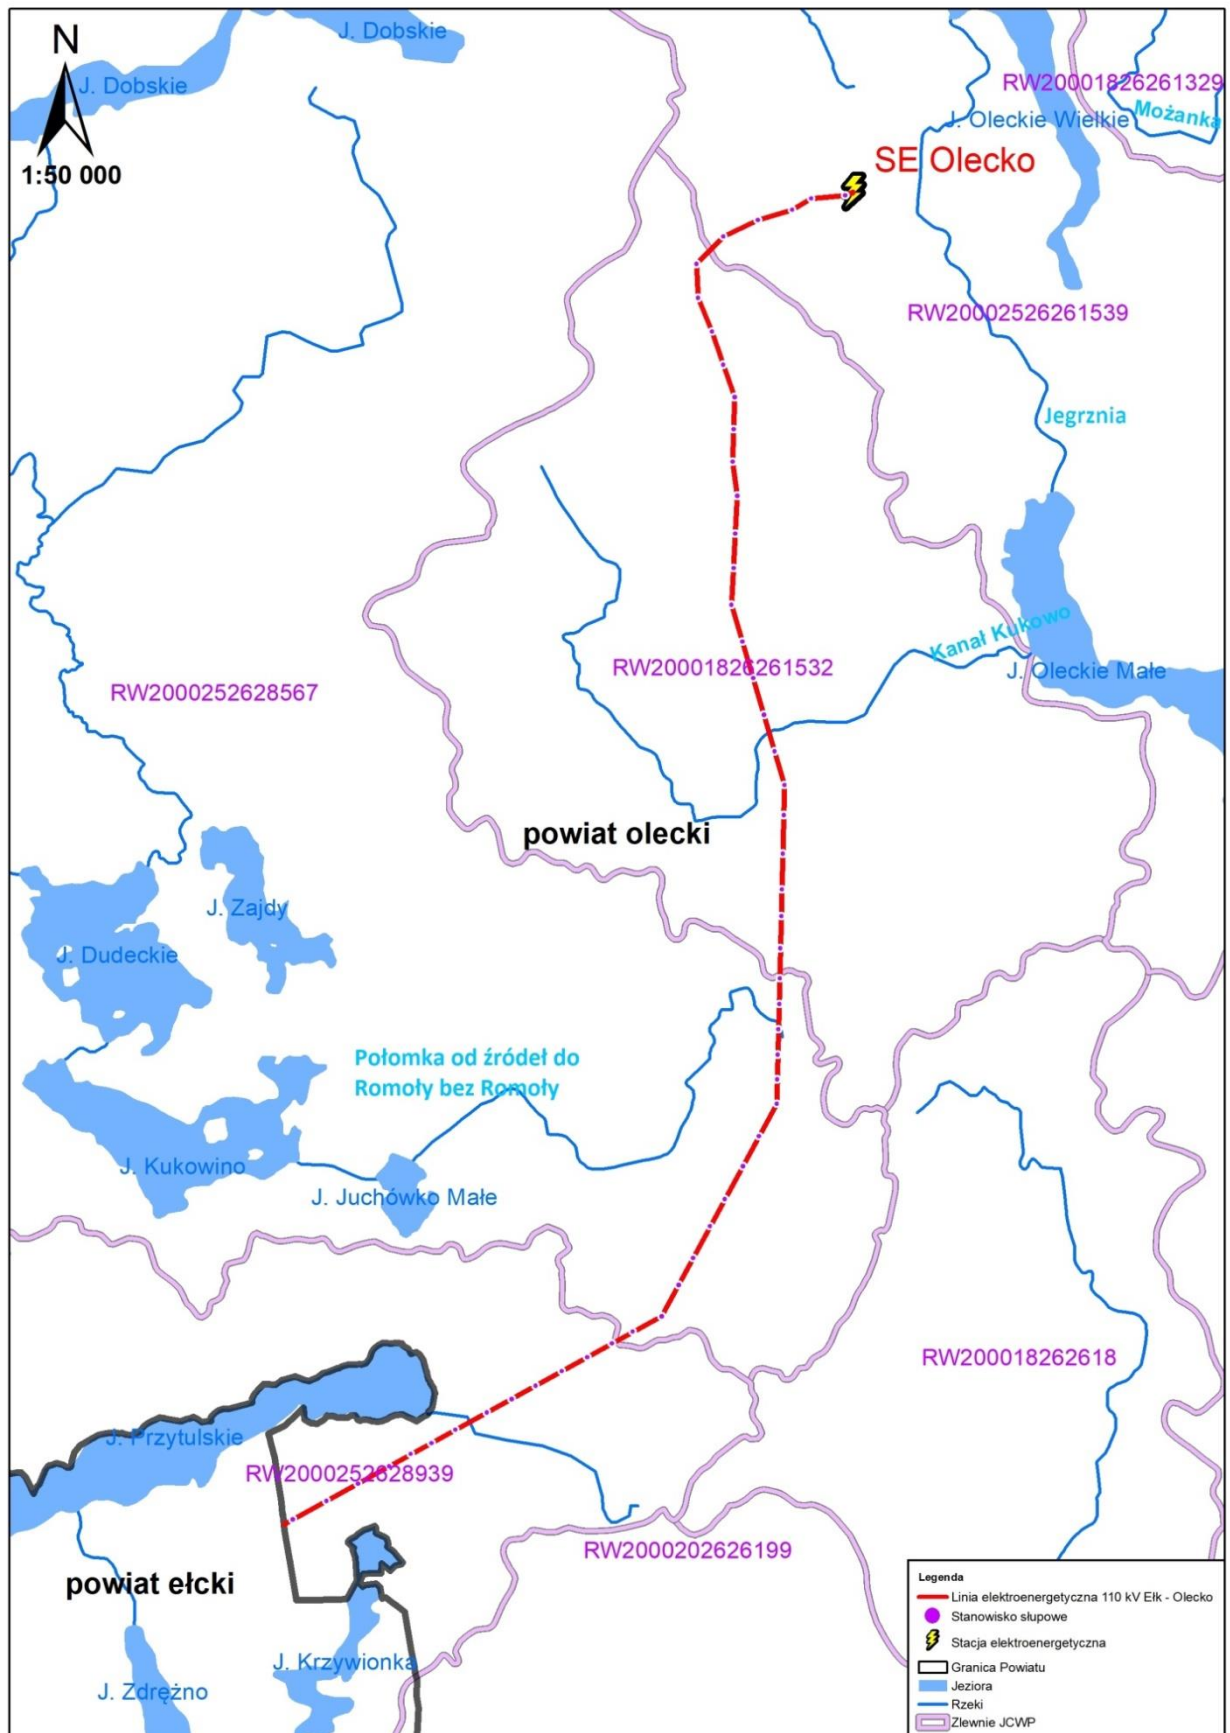 N
J. Dobskie
J. Dobskie
1:50 000
RW20001826261329
Możanka
J. Oleckie Wielkie
SE Olecko
RW20002526261539
Jegrznia
Kanał Kukowo
RW20001826261532
J. Oleckie Małe
RW2000252628567
powiat olecki
J. Zajdy
J. Dudeckie
Połomka od źródeł do
Romoły bez Romoły
J. Kukowino
J. Juchówko Małe
RW200018262618
J. Przytulskie
RW2000252628939
RW2000202626199
powiat ełcki
J. Krzywionka
J. Zdrężno
Legenda
Linia elektroenergetyczna 110 kV Ełk - Olecko
Stanowisko słupowe
Stacja elektroenergetyczna
Granica Powiatu
Jeziora
Rzeki
Zlewnie JCWP